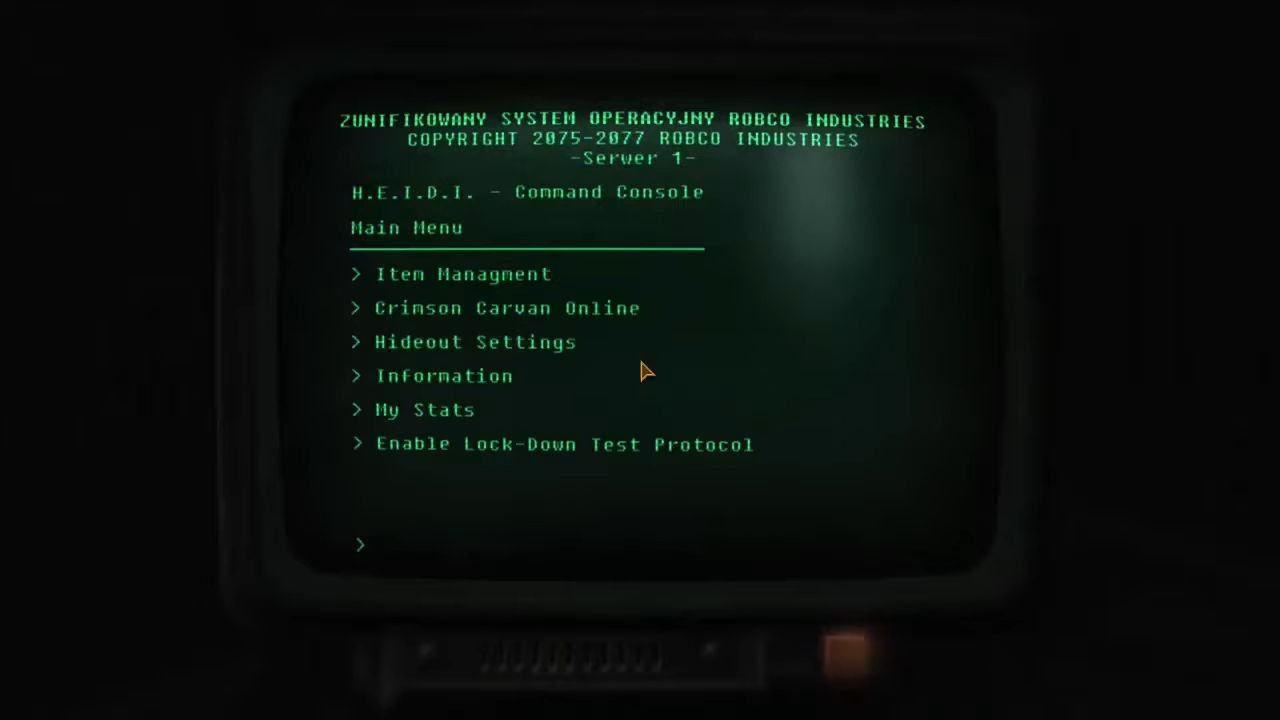 ZUNIFIKOWANY SYSTEM OPERACYJNY ROBCO INDUSTRIES
COPYRIGHT 2075-2077 ROBCO INDUSTRIES
-Serwer 1-
H.E.I.D.I. - Command Console
Main Menu
> Item Managment
> Crimson Carvan Online
> Hideout Settings
> Information
> My Stats
> Enable Lock-Down Test Protocol
>